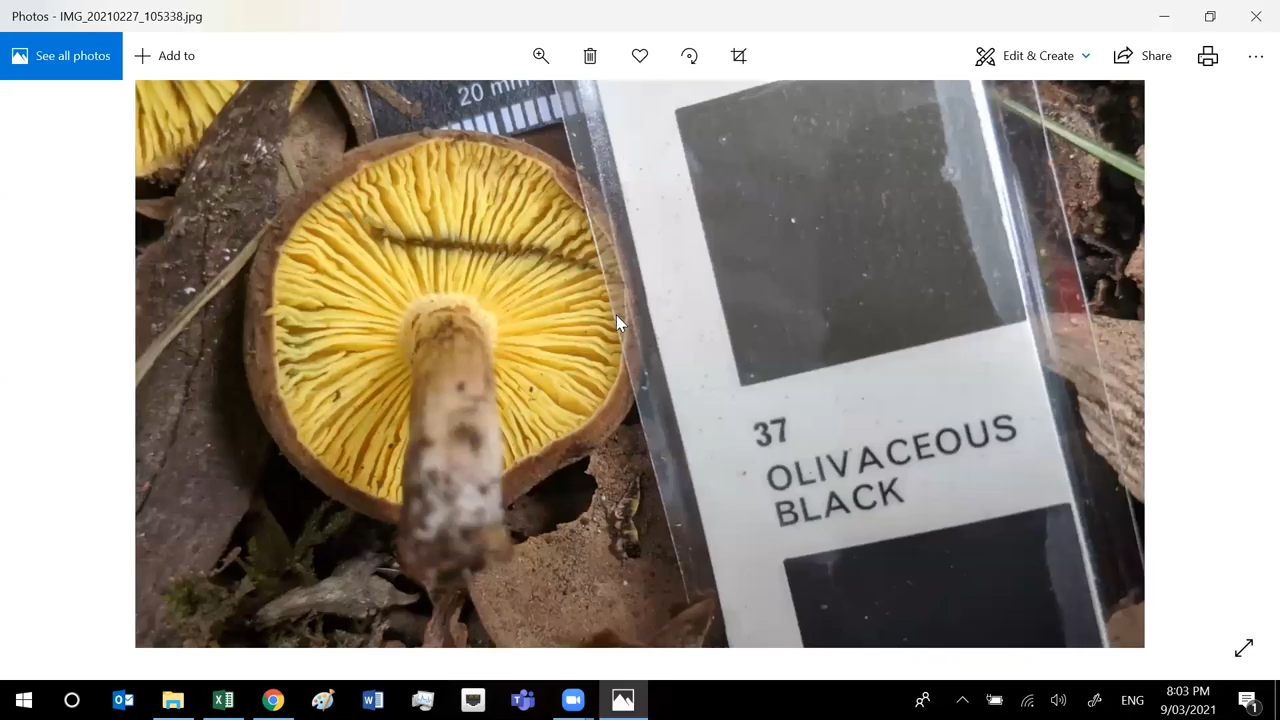 Photos - IMG_20210227_105338.jpg
See all photos
Add to
Edit & Create
Share
20 mm
37
OLIVACEOUS
BLACK
ENG
8:03 PM
9/03/2021
1